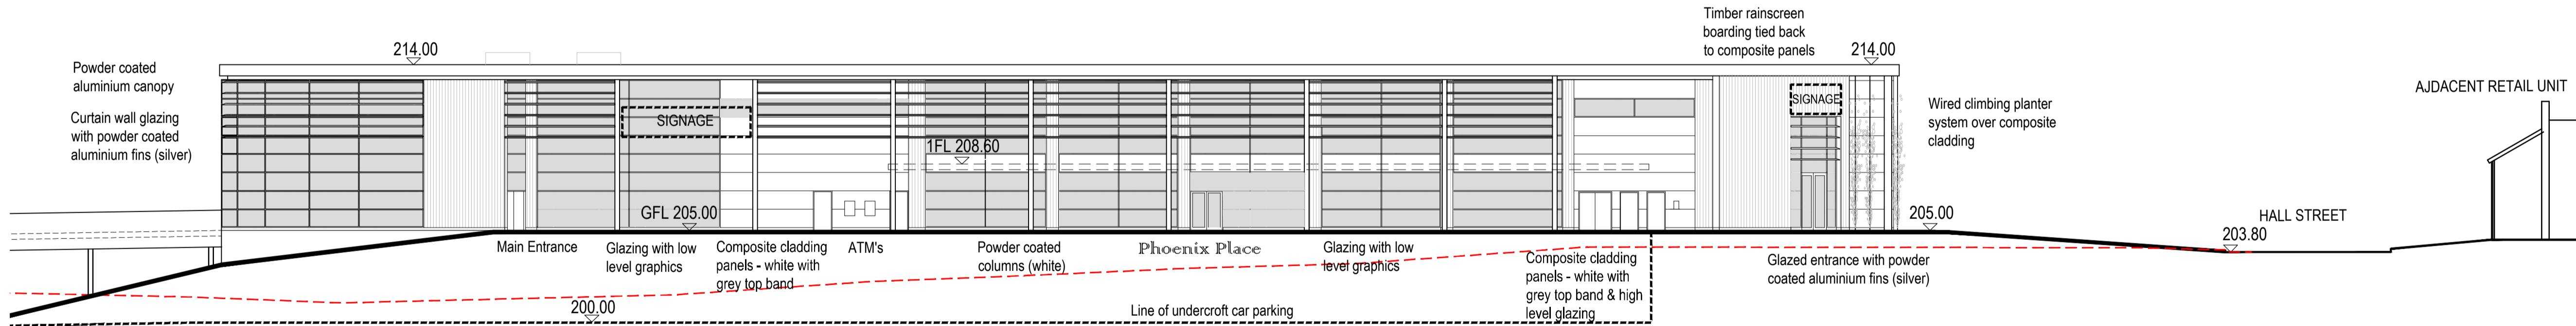 Timber rainscreen
boarding tied back
to composite panels
214.00
214.00
Powder coated
aluminium canopy
Curtain wall glazing
with powder coated
aluminium fins (silver)
SIGNAGE
SIGNAGE
Wired climbing planter
system over composite
cladding
AJDACENT RETAIL UNIT
1FL 208.60
GFL 205.00
205.00
HALL STREET
203.80
Main Entrance
Glazing with low
level graphics
Composite cladding
panels - white with
grey top band
ATM's
Powder coated
columns (white)
Phoenix Place
Glazing with low
level graphics
Composite cladding
panels - white with
grey top band & high
level glazing
Glazed entrance with powder
coated aluminium fins (silver)
200.00
Line of undercroft car parking